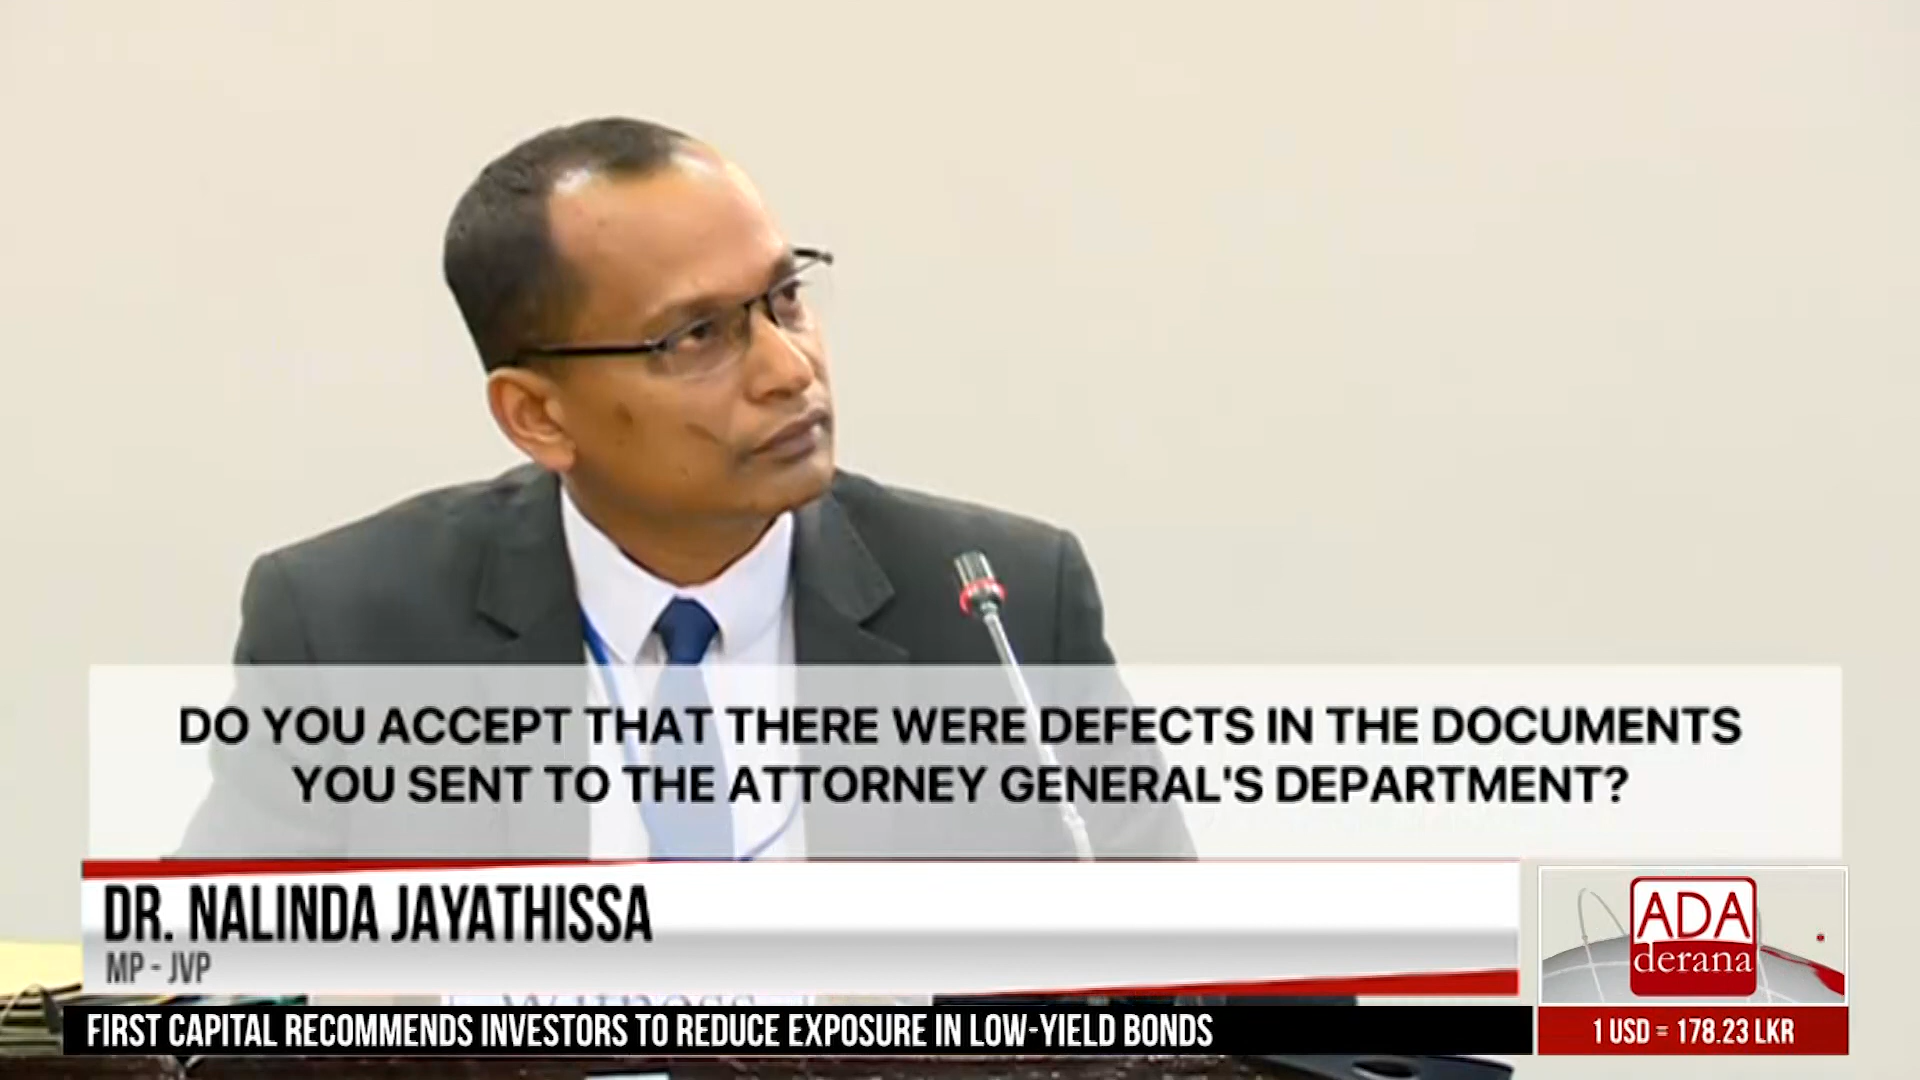 DO YOU ACCEPT THAT THERE WERE DEFECTS IN THE DOCUMENTS
YOU SENT TO THE ATTORNEY GENERAL'S DEPARTMENT?
DR. NALINDA JAYATHISSA
MP - JVP
ADA
derana
Witness
FIRST CAPITAL RECOMMENDS INVESTORS TO REDUCE EXPOSURE IN LOW-YIELD BONDS
1 USD = 178.23 LKR